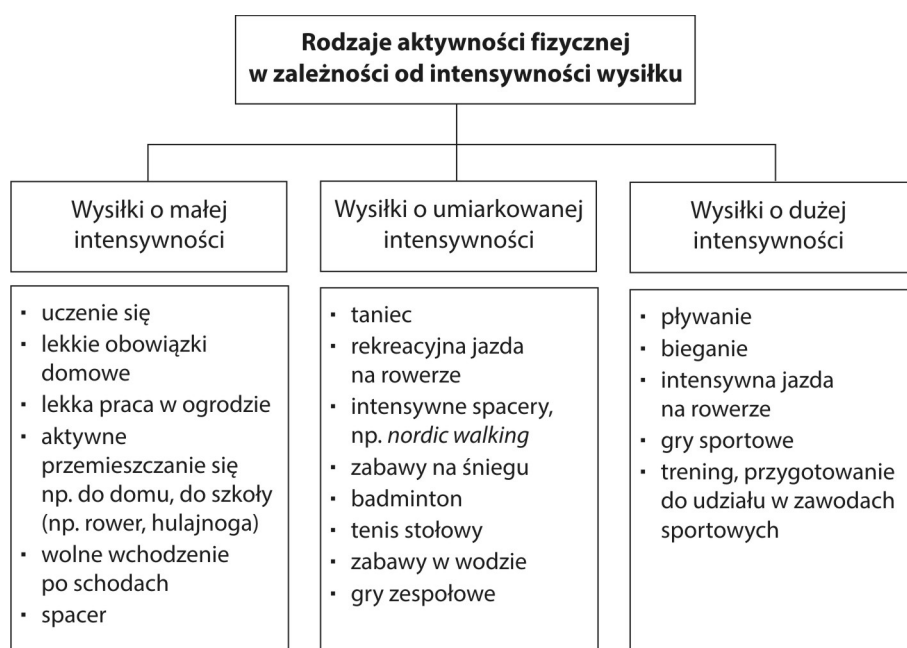 Rodzaje aktywności fizycznej
w zależności od intensywności wysiłku
Wysiłki o małej
intensywności
▪ uczenie się
▪ lekkie obowiązki
domowe
▪ lekka praca w ogrodzie
▪ aktywne
przemieszczanie się
np. do domu, do szkoły
(np. rower, hulajnoga)
▪ wolne wchodzenie
po schodach
▪ spacer
Wysiłki o umiarkowanej
intensywności
▪ taniec
▪ rekreacyjna jazda
na rowerze
▪ intensywne spacery,
np. nordic walking
▪ zabawy na śniegu
▪ badminton
▪ tenis stołowy
▪ zabawy w wodzie
▪ gry zespołowe
Wysiłki o dużej
intensywności
▪ pływanie
▪ bieganie
▪ intensywna jazda
na rowerze
▪ gry sportowe
▪ trening, przygotowanie
do udziału w zawodach
sportowych